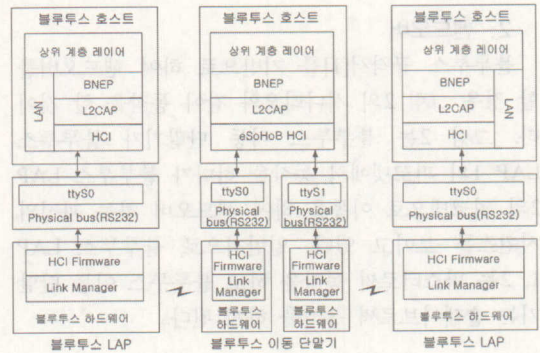 블루투스 호스트
상위 계층 레이어
BNEP
LAN
L2CAP
HCI
ttyS0
Physical bus(RS232)
HCI Firmware
Link Manager
블루투스 하드웨어
블루투스 LAP
블루투스 호스트
상위 계층 레이어
BNEP
L2CAP
eSoHoB HCI
ttyS0
ttyS1
Physical bus(RS232)
Physical bus(RS232)
HCI
Firmware
Link
Manager
블루투스
하드웨어
HCI
Firmware
Link
Manager
블루투스
하드웨어
블루투스 이동 단말기
블루투스 호스트
상위 계층 레이어
BNEP
LAN
L2CAP
HCI
ttyS0
Physical bus(RS232)
HCI Firmware
Link Manager
블루투스 하드웨어
블루투스 LAP